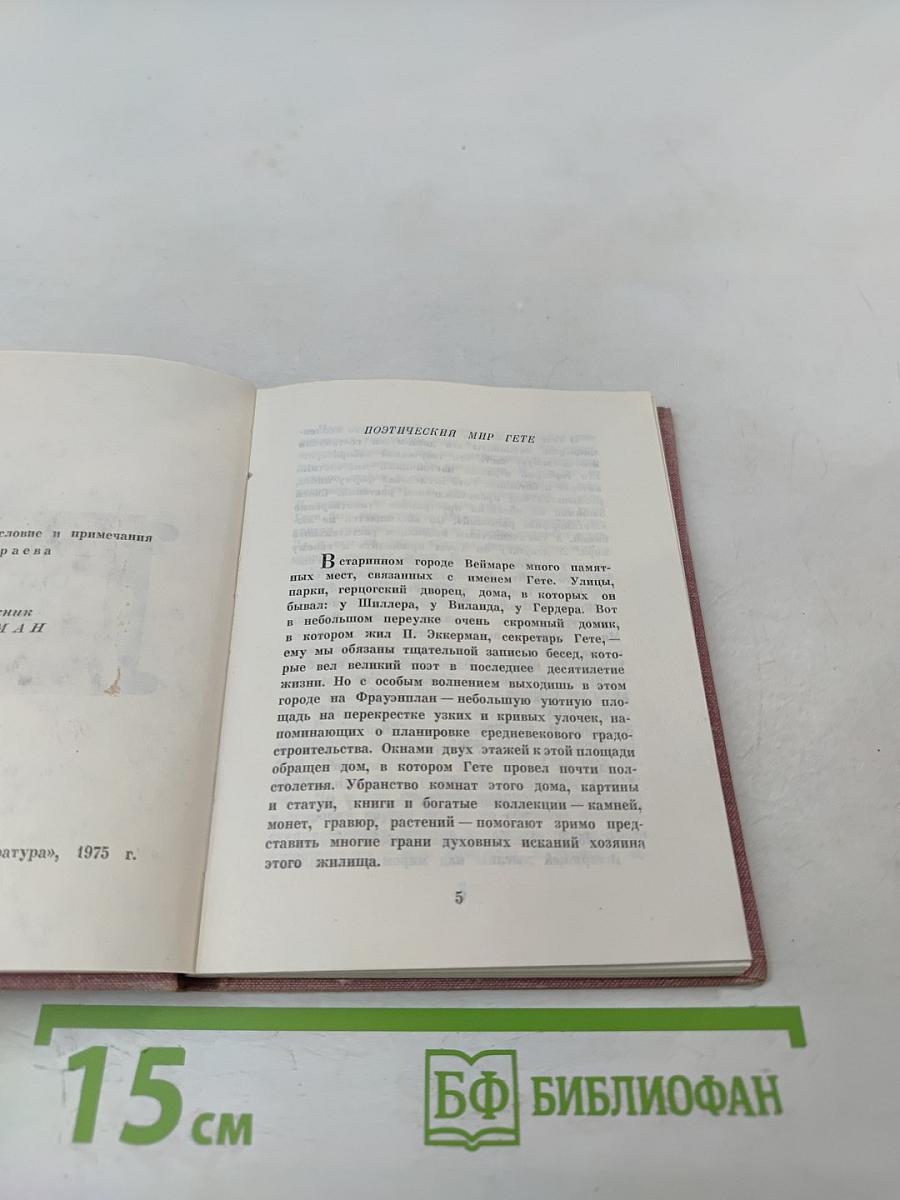 словие и примечания
раева
ник
МАН
ратура», 1975 г.
ПОЭТИЧЕСКИЙ МИР ГЕТЕ
В старинном городе Веймаре много памят-
ных мест, связанных с именем Гете. Улицы,
парки, герцогский дворец, дома, в которых он
бывал: у Шиллера, у Виланда, у Гердера. Вот
в небольшом переулке очень скромный домик,
в котором жил П. Эккерман, секретарь Гете,—
ему мы обязаны тщательной записью бесед, кото-
рые вел великий поэт в последнее десятилетие
жизни. Но с особым волнением выходишь в этом
городе на Фрауэнплан — небольшую уютную пло-
щадь на перекрестке узких и кривых улочек, на-
поминающих о планировке средневекового градо-
строительства. Окнами двух этажей к этой площади
обращен дом, в котором Гете провел почти пол-
столетия. Убранство комнат этого дома, картины
и статуи, книги и богатые коллекции — камней,
монет, гравюр, растений — помогают зримо пред-
ставить многие грани духовных исканий хозяина
этого жилища.
5
15 см
БФ БИБЛИОФАН